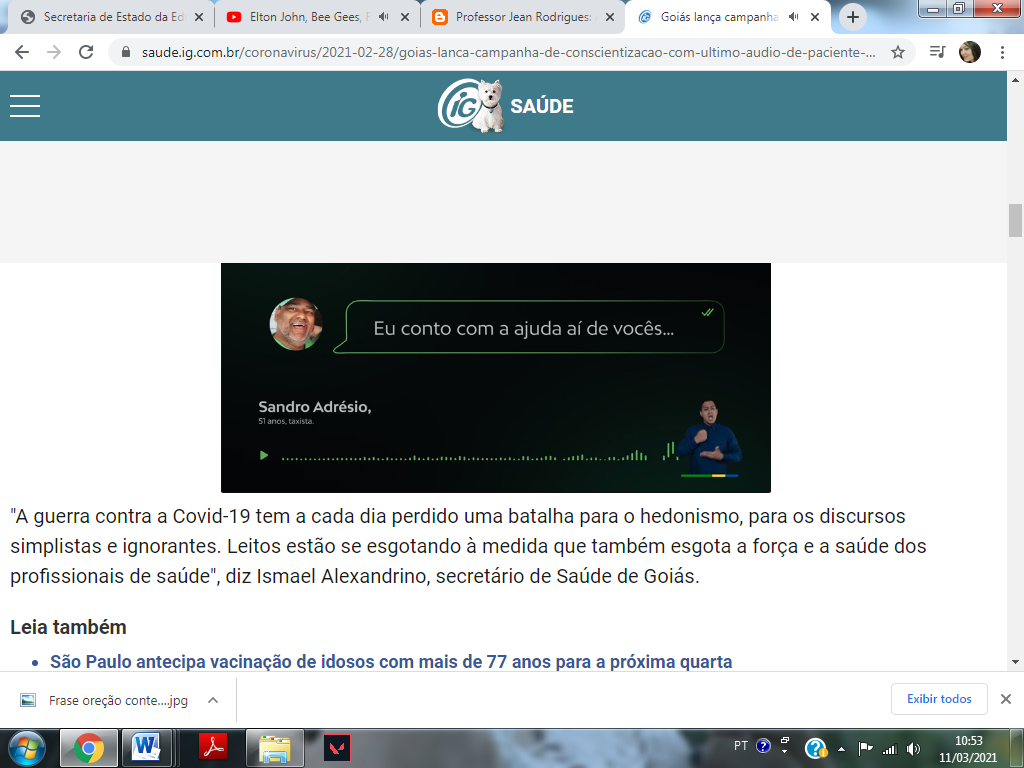 Secretaria de Estado da Ed
Elton John, Bee Gees, F
Professor Jean Rodrigues:
Goiás lança campanha
saude.ig.com.br/coronavirus/2021-02-28/goias-lanca-campanha-de-conscientizacao-com-ultimo-audio-de-paciente-...
iG SAÚDE
Eu conto com a ajuda aí de vocês...
Sandro Adrésio,
51 anos, taxista.
"A guerra contra a Covid-19 tem a cada dia perdido uma batalha para o hedonismo, para os discursos
simplistas e ignorantes. Leitos estão se esgotando à medida que também esgota a força e a saúde dos
profissionais de saúde", diz Ismael Alexandrino, secretário de Saúde de Goiás.
Leia também
• São Paulo antecipa vacinação de idosos com mais de 77 anos para a próxima quarta
Frase oreção conte....jpg
Exibir todos
PT
10:53
11/03/2021